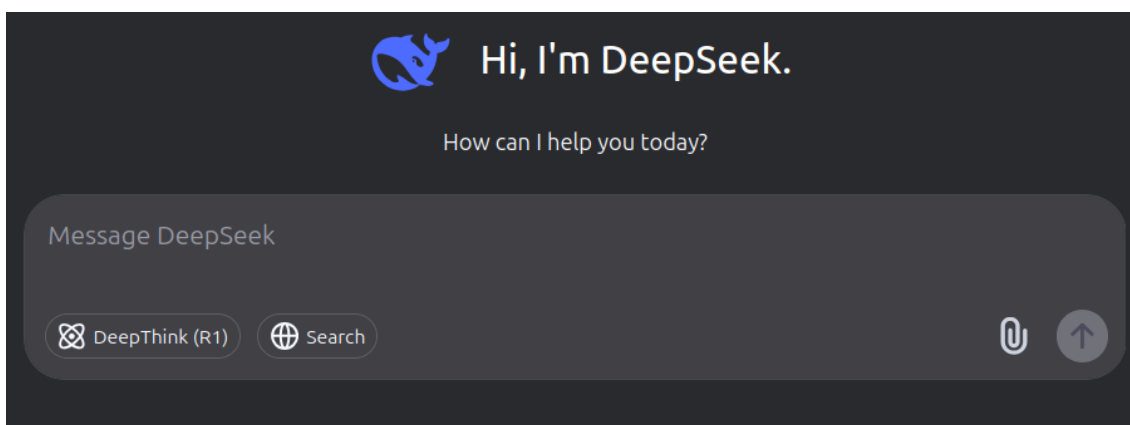 Hi, I'm DeepSeek.
How can I help you today?
Message DeepSeek
DeepThink (R1) Search